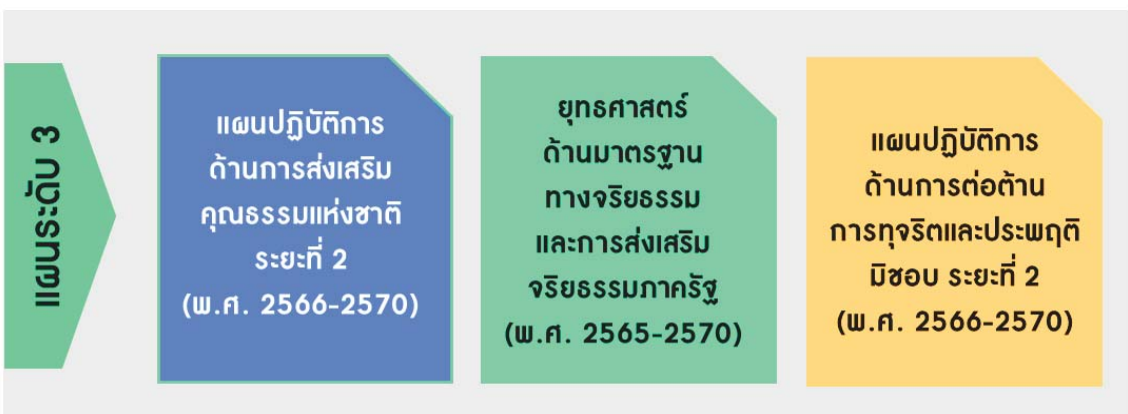 แผนระดับ 3
แผนปฏิบัติการ
ด้านการส่งเสริม
คุณธรรมแห่งชาติ
ระยะที่ 2
(พ.ศ. 2566-2570)
ยุทธศาสตร์
ด้านมาตรฐาน
ทางจริยธรรม
และการส่งเสริม
จริยธรรมภาครัฐ
(พ.ศ. 2565-2570)
แผนปฏิบัติการ
ด้านการต่อต้าน
การทุจริตและประพฤติ
มิชอบ ระยะที่ 2
(พ.ศ. 2566-2570)